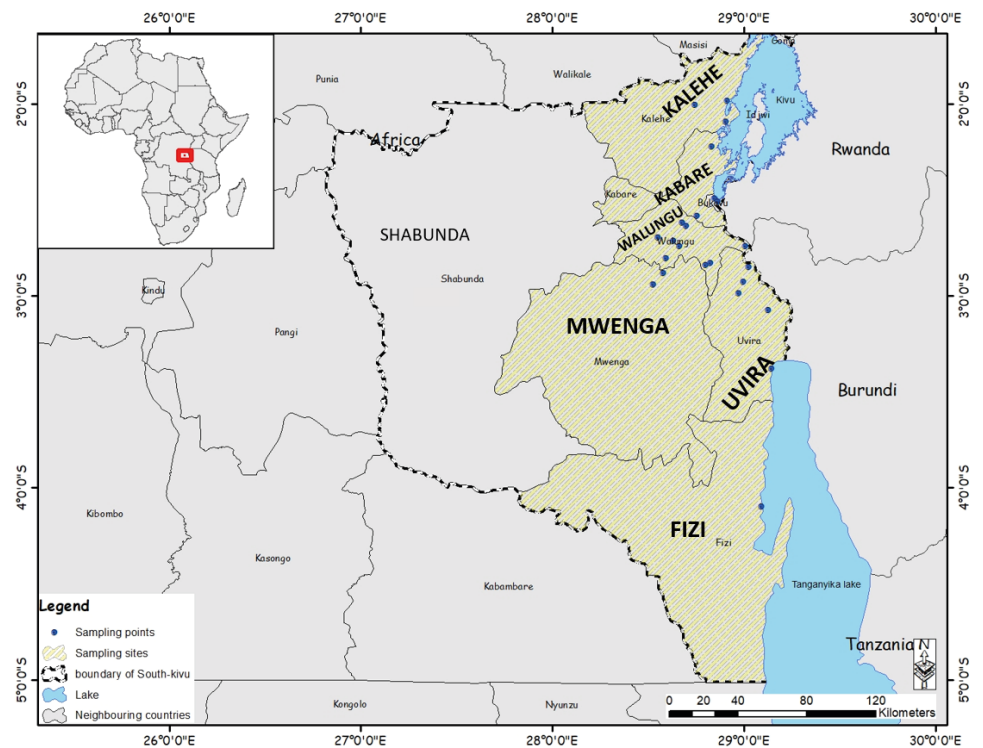 26°0'0"E
27°0'0"E
28°0'0"E
29°0'0"E
30°0'0"E
Masisi
Goma
Punia
Walikale
KALEHE
Kivu
2°0'0"S
2°0'0"S
Kalehe
Idjwi
Africa
Rwanda
KABARE
Kabare
Bukavu
WALUNGU
SHABUNDA
Walungu
Shabunda
Kindu
3°0'0"S
3°0'0"S
MWENGA
Pangi
Uvira
Mwenga
UVIRA
Burundi
4°0'0"S
4°0'0"S
Kibombo
FIZI
Fizi
Kasongo
Kabambare
Tanganyika lake
Legend
Sampling points
Sampling sites
boundary of South-kivu
Lake
Neighbouring countries
Tanzania
N
5°0'0"S
5°0'0"S
Kongolo
Nyunzu
0 20 40 80 120
Kilometers
26°0'0"E
27°0'0"E
28°0'0"E
29°0'0"E
30°0'0"E